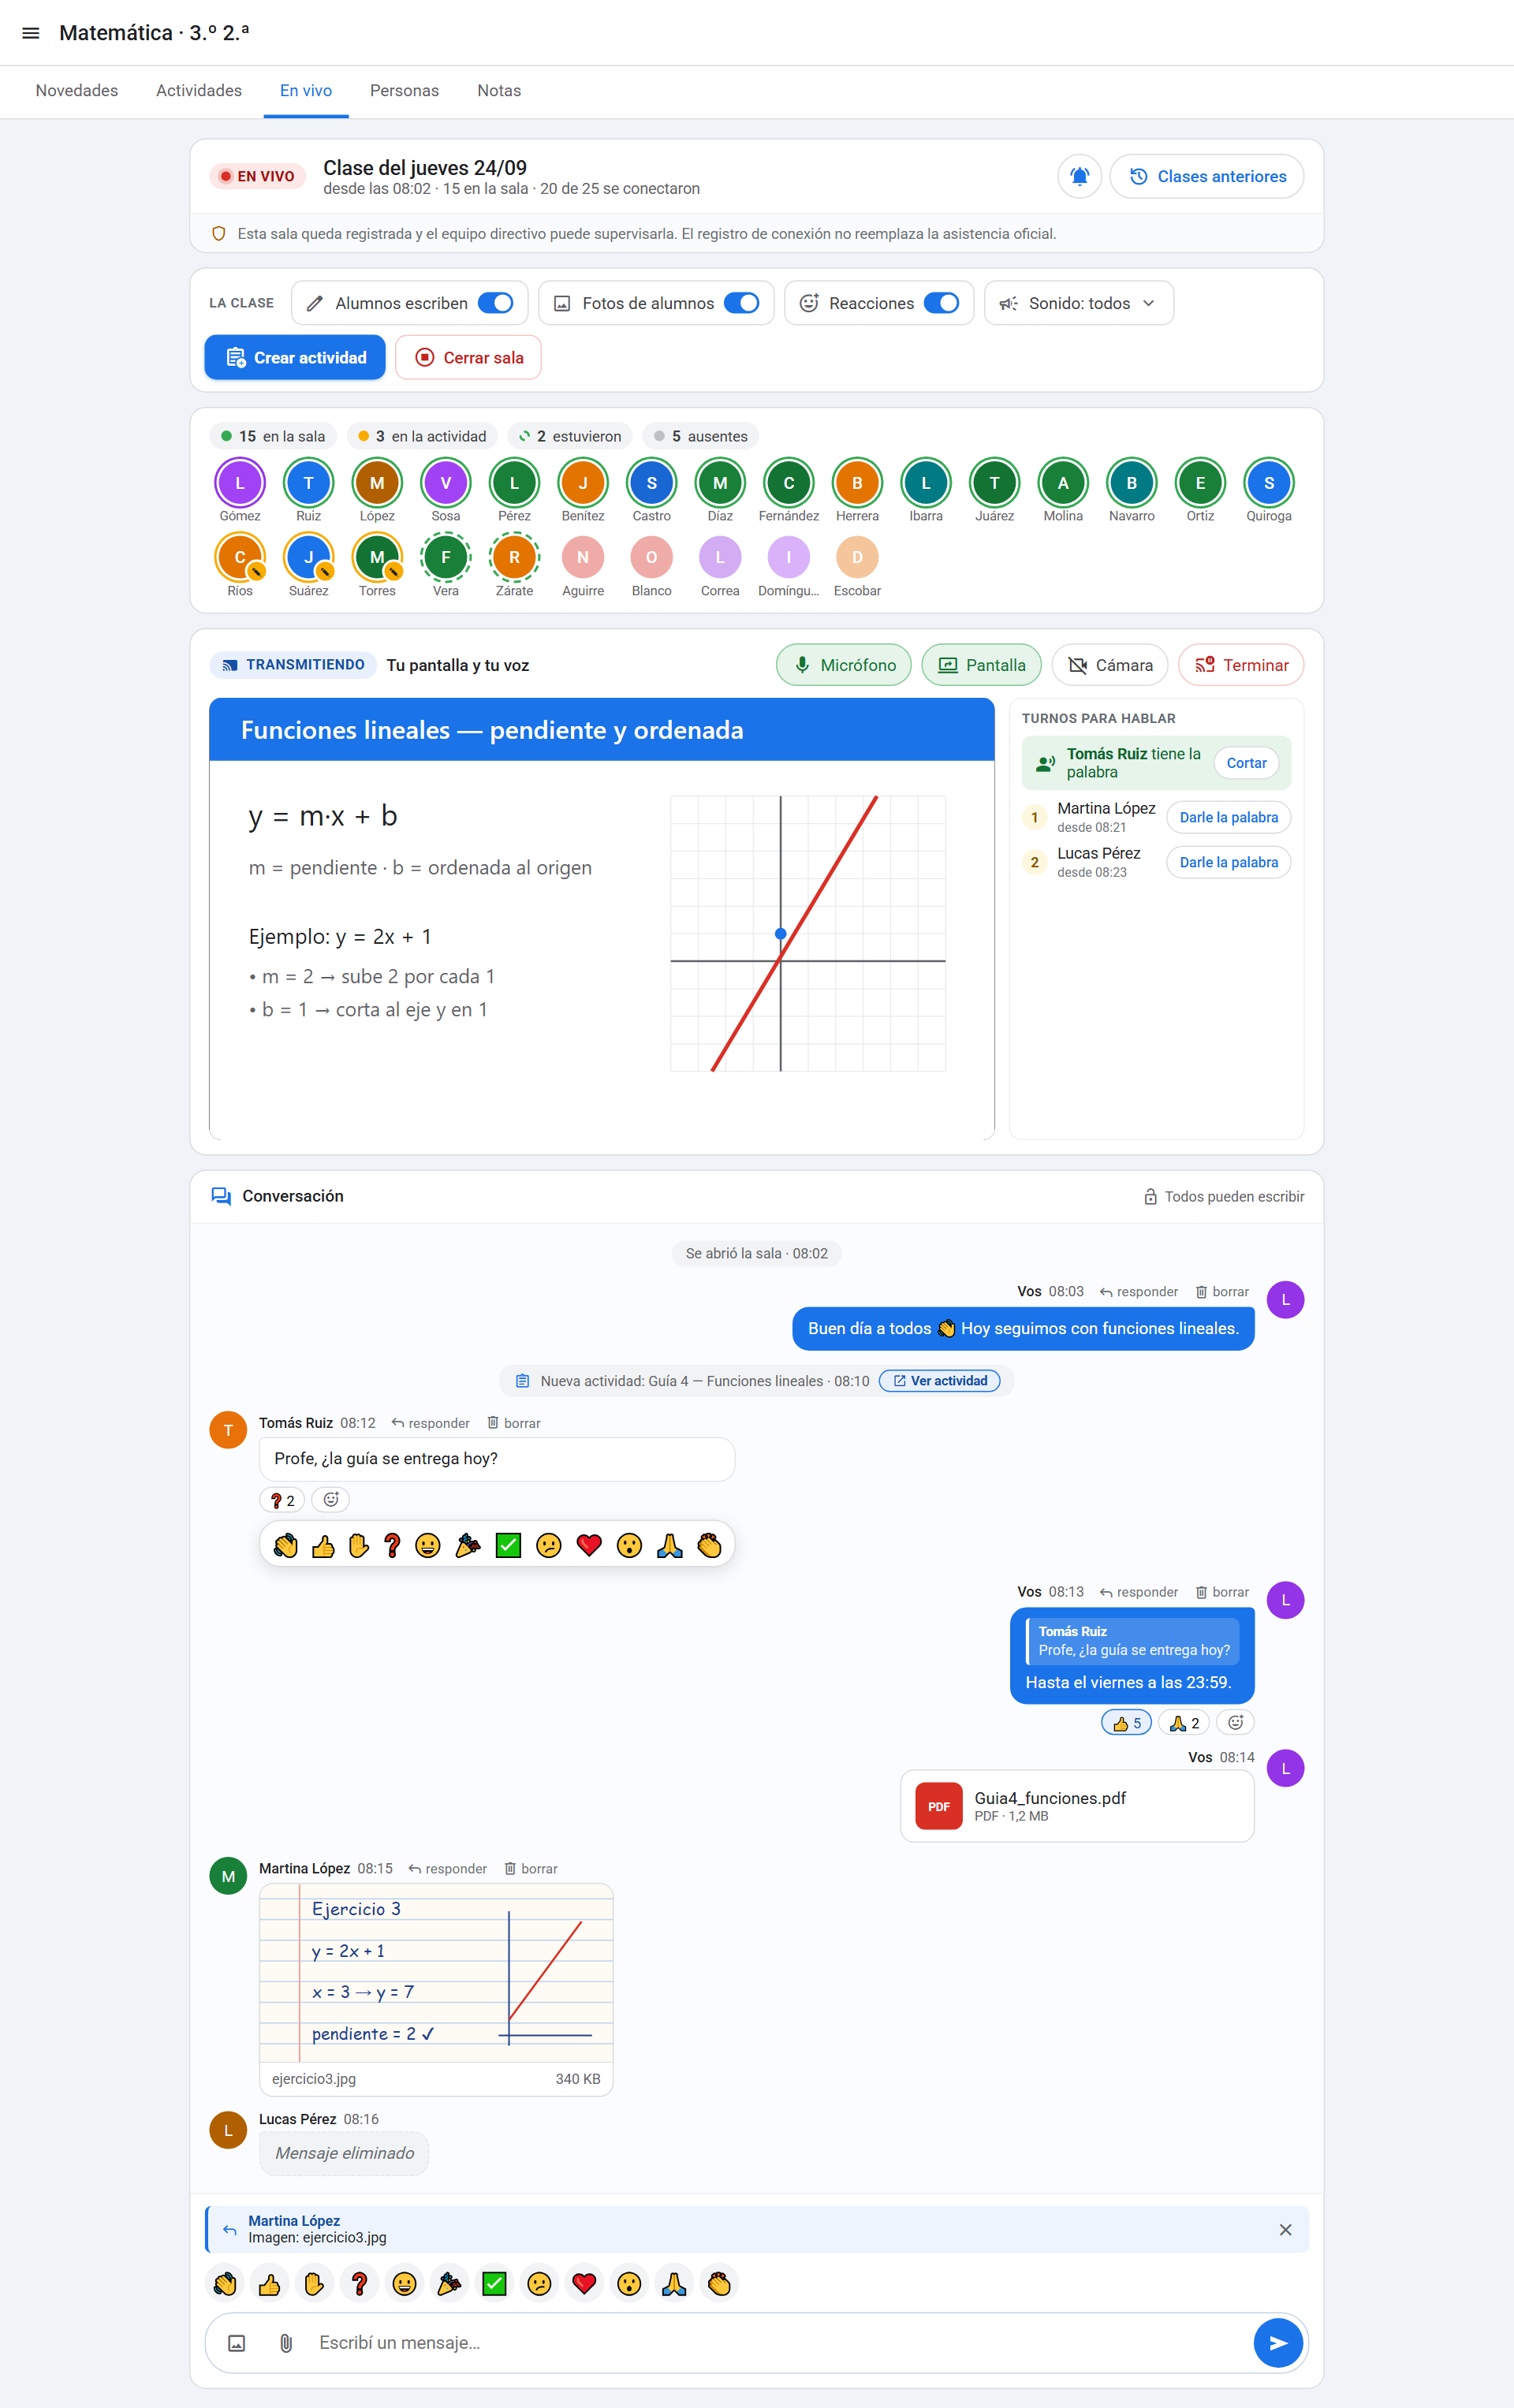 Matemática · 3.º 2.ª
Novedades
Actividades
En vivo
Personas
Notas
EN VIVO
Clase del jueves 24/09
desde las 08:02 · 15 en la sala · 20 de 25 se conectaron
Clases anteriores
Esta sala queda registrada y el equipo directivo puede supervisarla. El registro de conexión no reemplaza la asistencia oficial.
LA CLASE
Alumnos escriben
Fotos de alumnos
Reacciones
Sonido: todos
Crear actividad
Cerrar sala
15 en la sala
3 en la actividad
2 estuvieron
5 ausentes
L T M V L J S M C B L T A B E S
Gómez Ruiz López Sosa Pérez Benítez Castro Díaz Fernández Herrera Ibarra Juárez Molina Navarro Ortiz Quiroga
C J M F R N O L I D
Ríos Suárez Torres Vera Zárate Aguirre Blanco Correa Domíngu... Escobar
TRANSMITIENDO
Tu pantalla y tu voz
Micrófono
Pantalla
Cámara
Terminar
Funciones lineales — pendiente y ordenada
y = m·x + b
m = pendiente · b = ordenada al origen
Ejemplo: y = 2x + 1
• m = 2 → sube 2 por cada 1
• b = 1 → corta al eje y en 1
TURNOS PARA HABLAR
Tomás Ruiz tiene la
palabra
Cortar
1
Martina López
desde 08:21
Darle la palabra
2
Lucas Pérez
desde 08:23
Darle la palabra
Conversación
Todos pueden escribir
Se abrió la sala · 08:02
Vos 08:03 responder borrar
L
Buen día a todos 👋 Hoy seguimos con funciones lineales.
Nueva actividad: Guía 4 — Funciones lineales · 08:10
Ver actividad
T
Tomás Ruiz 08:12 responder borrar
Profe, ¿la guía se entrega hoy?
❓ 2
Vos 08:13 responder borrar
L
Tomás Ruiz
Profe, ¿la guía se entrega hoy?
Hasta el viernes a las 23:59.
👍 5
🙏 2
Vos 08:14
L
PDF
Guia4_funciones.pdf
PDF · 1,2 MB
M
Martina López 08:15 responder borrar
Ejercicio 3
y = 2x + 1
x = 3 → y = 7
pendiente = 2 ✓
ejercicio3.jpg
340 KB
L
Lucas Pérez 08:16
Mensaje eliminado
Martina López
Imagen: ejercicio3.jpg
Escribí un mensaje...